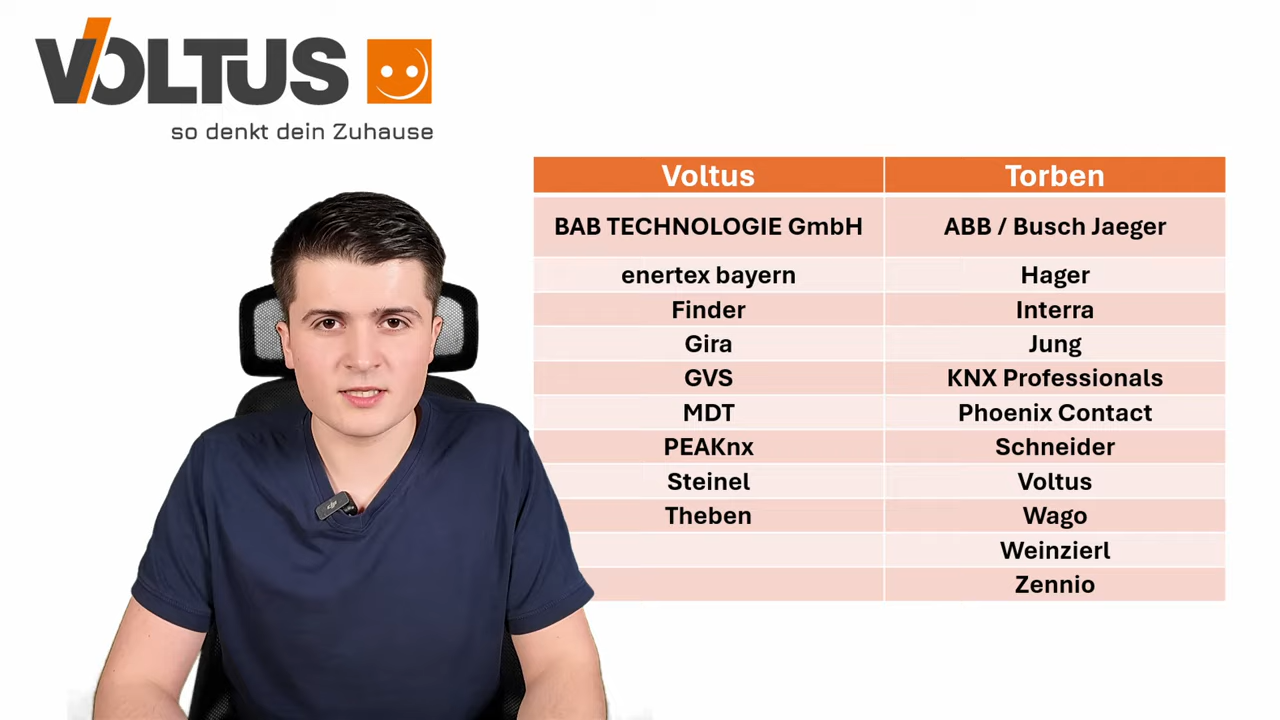 VOLTUS
so denkt dein Zuhause
Voltus Torben
BAB TECHNOLOGIE GmbH ABB / Busch Jaeger
enertex bayern Hager
Finder Interra
Gira Jung
GVS KNX Professionals
MDT Phoenix Contact
PEAKnx Schneider
Steinel Voltus
Theben Wago
Weinzierl
Zennio
dji